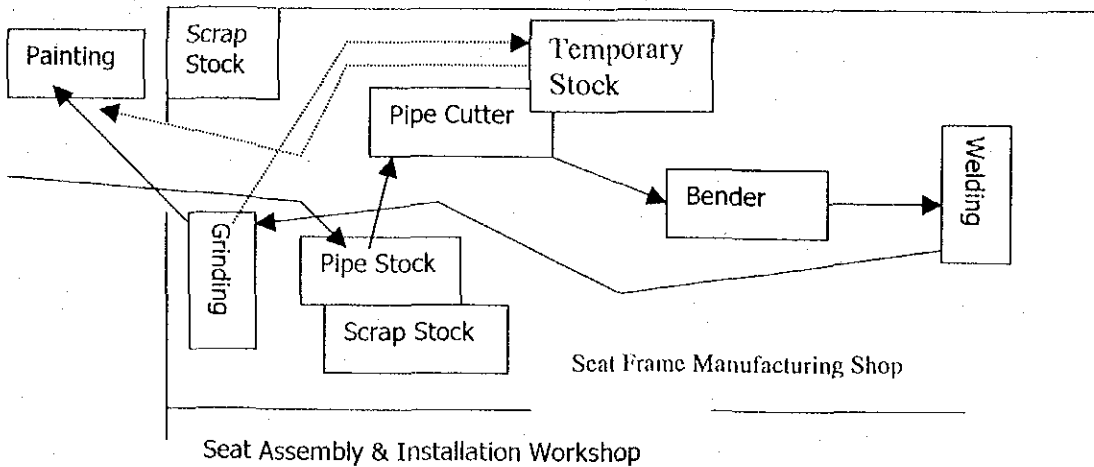 Painting
Scrap
Stock
Temporary
Stock
Pipe Cutter
Welding
Bender
Grinding
Pipe Stock
Scrap Stock
Seat Frame Manufacturing Shop
Seat Assembly & Installation Workshop